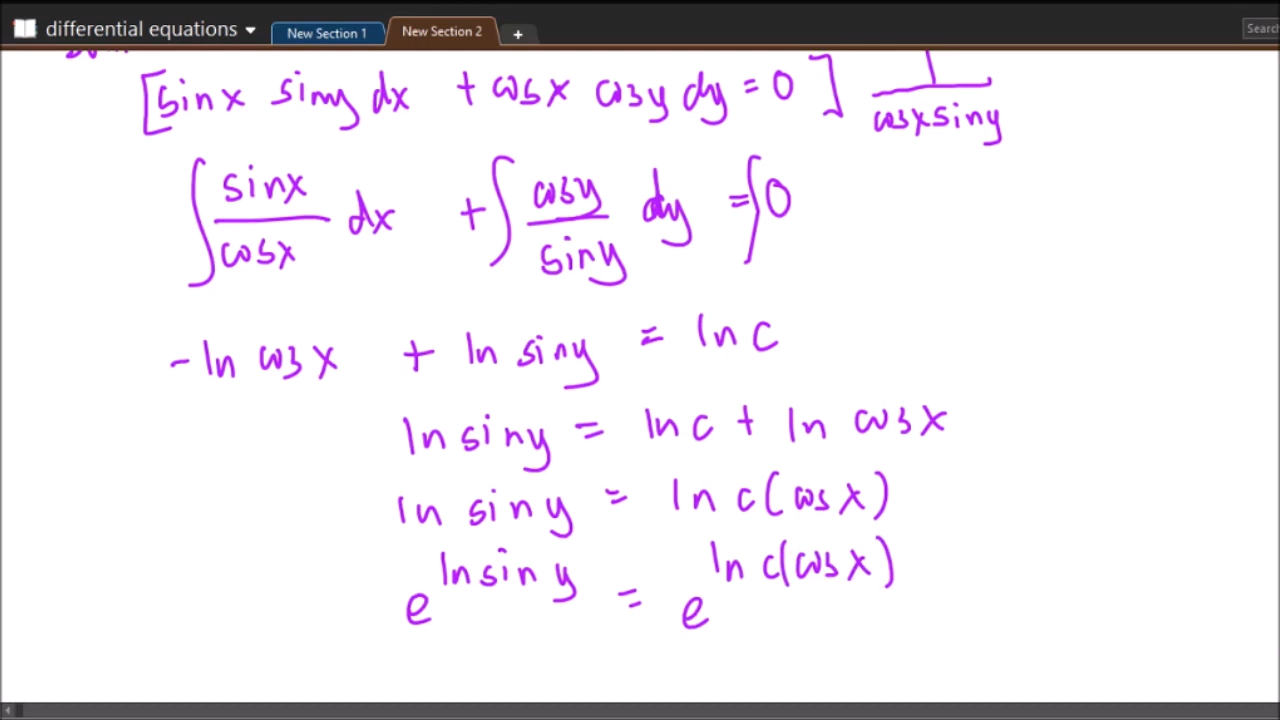 differential equations New Section 1 New Section 2 + Search
[sinx siny dx + cosx cosy dy = 0] 1/cosxsiny
∫ sinx/cosx dx + ∫ cosy/siny dy = ∫0
-ln cosx + ln siny = ln c
ln siny = ln c + ln cosx
ln siny = ln c(cosx)
e^ln siny = e^ln c(cosx)